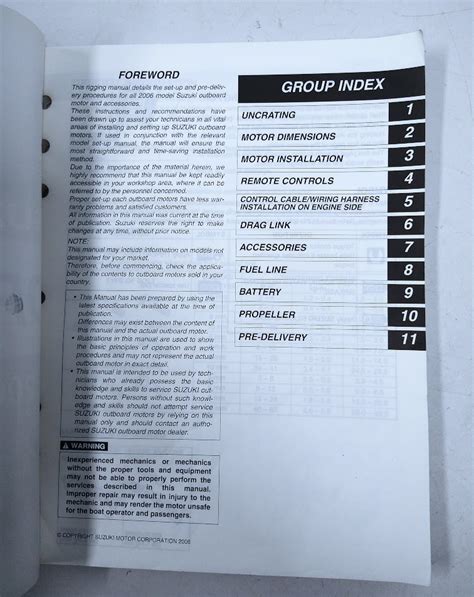 FOREWORD
This rigging manual details the set-up and pre-deliv-
ery procedures for all 2006 model Suzuki outboard
motor and accessories.
These instructions and recommendations have
been drawn up to assist your technicians in all vital
areas of installing and setting up SUZUKI outboard
motors. If used in conjunction with the relevant
model set-up manual, this manual will ensure the
most straightforward and time-saving installation
method.
Due to the importance of the material herein, we
highly recommend that this manual be kept readily
accessible in your workshop area, where it can be
referred to by the personnel concerned.
Proper set-up each outboard motors have less war-
ranty problems and contented customers.
All information in this manual was current at the time
of publication. Suzuki reserves the right to make
changes at any time, without prior notice.
NOTE:
This manual may include information on models not
designated for your market.
Therefore, before commencing, check the applica-
bility of the contents to outboard motors sold in your
country.
• This Manual has been prepared by using the
latest specifications available at the time of
publication.
Differences may exist between the content of
this manual and the actual outboard motor.
• Illustrations in this manual are used to show
the basic principles of operation and work
procedures and may not represent the actual
outboard motor in exact detail.
• This manual is intended to be used by tech-
nicians who already possess the basic
knowledge and skills to service SUZUKI out-
board motors. Persons without such knowl-
edge and skills should not attempt service
SUZUKI outboard motors by relying on this
manual only and should contact an autho-
rized SUZUKI outboard motor dealer.
WARNING
Inexperienced mechanics or mechanics
without the proper tools and equipment
may not be able to properly perform the
services described in this manual.
Improper repair may result in injury to the
mechanic and may render the motor unsafe
for the boat operator and passengers.
© COPYRIGHT SUZUKI MOTOR CORPORATION 2006
GROUP INDEX
UNCRATING 1
MOTOR DIMENSIONS 2
MOTOR INSTALLATION 3
REMOTE CONTROLS 4
CONTROL CABLE/WIRING HARNESS
INSTALLATION ON ENGINE SIDE 5
DRAG LINK 6
ACCESSORIES 7
FUEL LINE 8
BATTERY 9
PROPELLER 10
PRE-DELIVERY 11